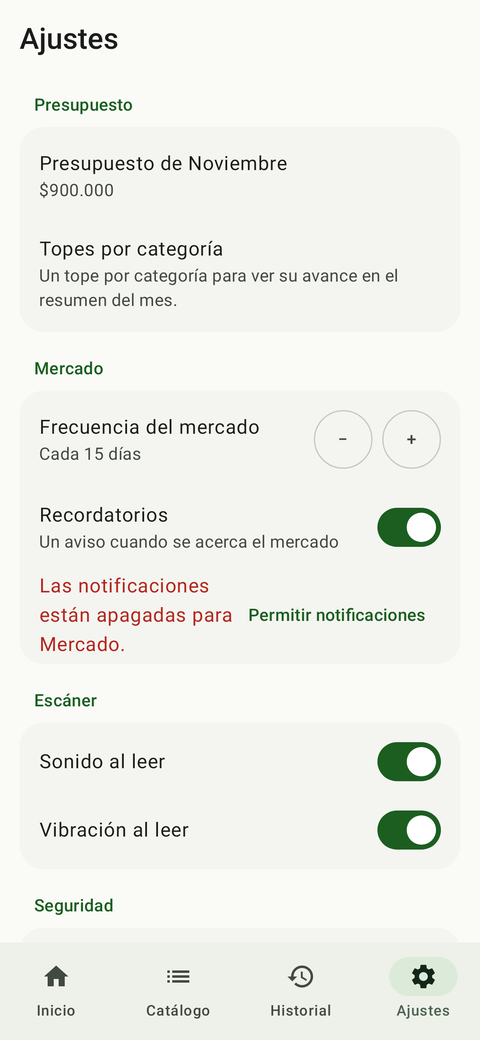 Ajustes
Presupuesto
Presupuesto de Noviembre
$900.000
Topes por categoría
Un tope por categoría para ver su avance en el
resumen del mes.
Mercado
Frecuencia del mercado
Cada 15 días
-
+
Recordatorios
Un aviso cuando se acerca el mercado
Las notificaciones
están apagadas para
Mercado.
Permitir notificaciones
Escáner
Sonido al leer
Vibración al leer
Seguridad
Inicio
Catálogo
Historial
Ajustes